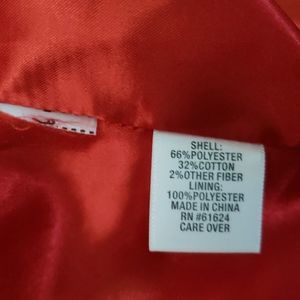 SHELL:
66%POLYESTER
32%COTTON
2%OTHER FIBER
LINING:
100%POLYESTER
MADE IN CHINA
RN #61624
CARE OVER